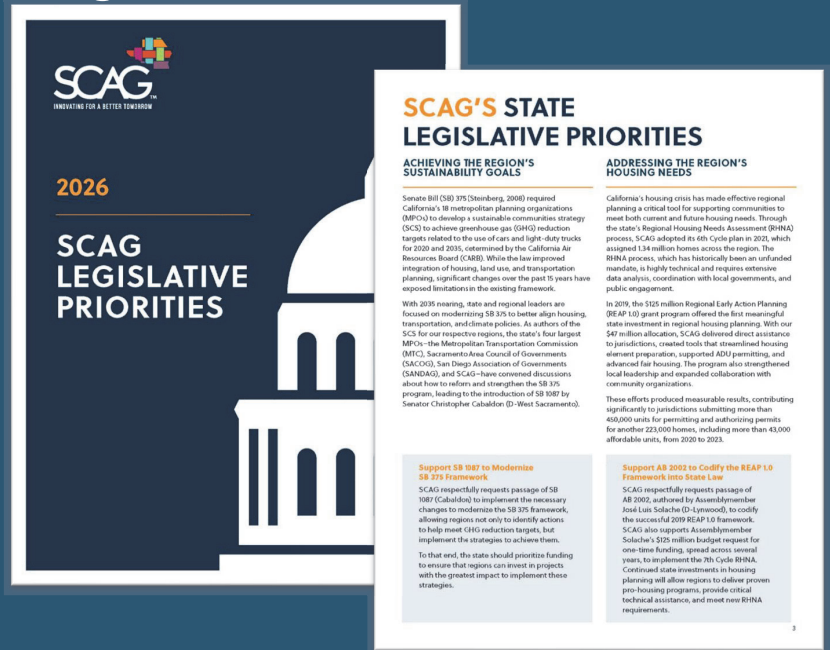 SCAG
INNOVATING FOR A BETTER TOMORROW
2026
SCAG
LEGISLATIVE
PRIORITIES
SCAG'S STATE
LEGISLATIVE PRIORITIES
ACHIEVING THE REGION'S
SUSTAINABILITY GOALS
Senate Bill (SB) 375 (Steinberg, 2008) required
California's 18 metropolitan planning organizations
(MPOs) to develop a sustainable communities strategy
(SCS) to achieve greenhouse gas (GHG) reduction
targets related to the use of cars and light-duty trucks
for 2020 and 2035, determined by the California Air
Resources Board (CARB). While the law improved
integration of housing, land use, and transportation
planning, significant changes over the past 15 years have
exposed limitations in the existing framework.
With 2035 nearing, state and regional leaders are
focused on modernizing SB 375 to better align housing,
transportation, and climate policies. As authors of the
SCS for our respective regions, the state's four largest
MPOs—the Metropolitan Transportation Commission
(MTC), Sacramento Area Council of Governments
(SACOG), San Diego Association of Governments
(SANDAG), and SCAG—have convened discussions
about how to reform and strengthen the SB 375
program, leading to the introduction of SB 1087 by
Senator Christopher Cabaldon (D-West Sacramento).
Support SB 1087 to Modernize
SB 375 Framework
SCAG respectfully requests passage of SB
1087 (Cabaldon) to implement the necessary
changes to modernize the SB 375 framework,
allowing regions not only to identify actions
to help meet GHG reduction targets, but
implement the strategies to achieve them.
To that end, the state should prioritize funding
to ensure that regions can invest in projects
with the greatest impact to implement these
strategies.
ADDRESSING THE REGION'S
HOUSING NEEDS
California's housing crisis has made effective regional
planning a critical tool for supporting communities to
meet both current and future housing needs. Through
the state's Regional Housing Needs Assessment (RHNA)
process, SCAG adopted its 6th Cycle plan in 2021, which
assigned 1.34 million homes across the region. The
RHNA process, which has historically been an unfunded
mandate, is highly technical and requires extensive
data analysis, coordination with local governments, and
public engagement.
In 2019, the $125 million Regional Early Action Planning
(REAP 1.0) grant program offered the first meaningful
state investment in regional housing planning. With our
$47 million allocation, SCAG delivered direct assistance
to jurisdictions, created tools that streamlined housing
element preparation, supported ADU permitting, and
advanced fair housing. The program also strengthened
local leadership and expanded collaboration with
community organizations.
These efforts produced measurable results, contributing
significantly to jurisdictions submitting more than
450,000 units for permitting and authorizing permits
for another 223,000 homes, including more than 43,000
affordable units, from 2020 to 2023.
Support AB 2002 to Codify the REAP 1.0
Framework into State Law
SCAG respectfully requests passage of
AB 2002, authored by Assemblymember
José Luis Solache (D-Lynwood), to codify
the successful 2019 REAP 1.0 framework.
SCAG also supports Assemblymember
Solache's $125 million budget request for
one-time funding, spread across several
years, to implement the 7th Cycle RHNA.
Continued state investments in housing
planning will allow regions to deliver proven
pro-housing programs, provide critical
technical assistance, and meet new RHNA
requirements.
3